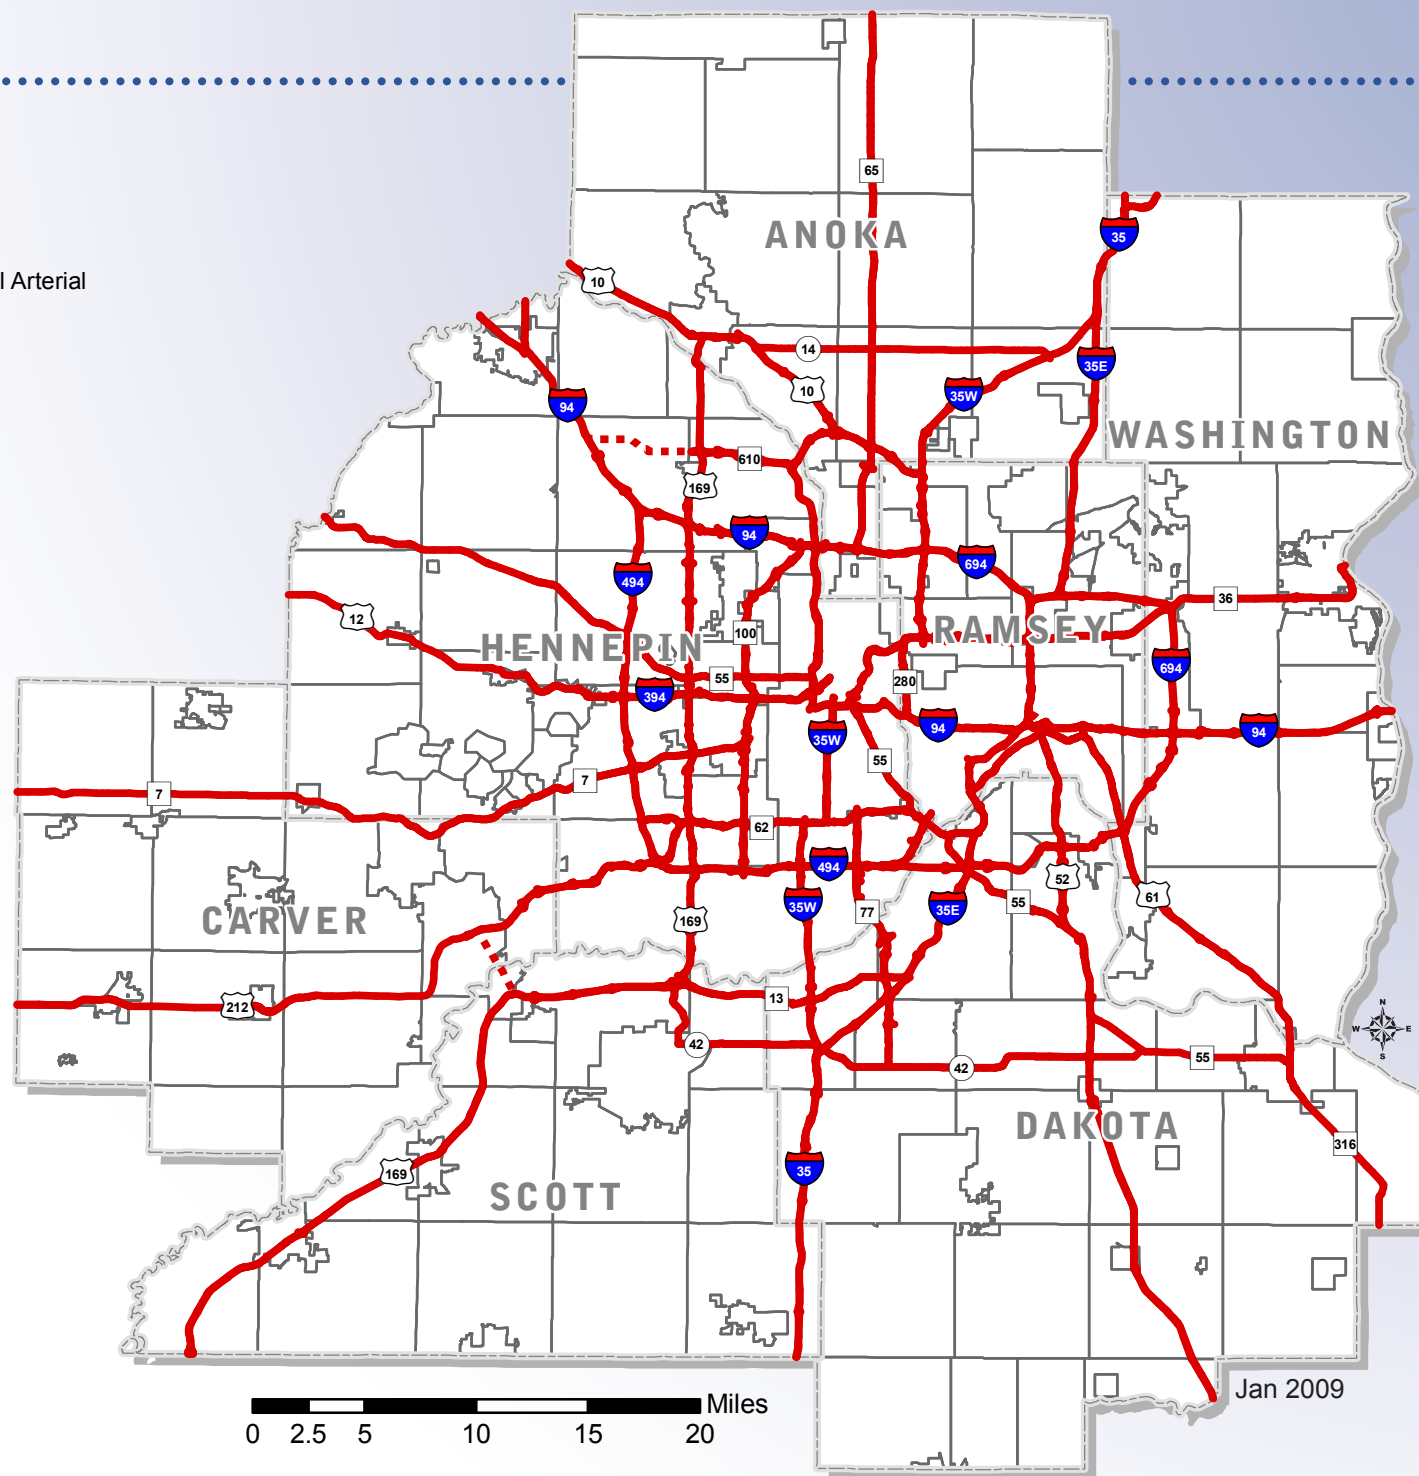 65
ANOKA
35
10
l Arterial
14
35E
10
35W
94
WASHINGTON
610
169
94
694
494
36
12
HENNEPIN
100
RAMSEY
694
55
280
394
94
94
35W
55
7
7
62
494
52
61
35W
77
35E
55
CARVER
169
13
212
42
55
42
DAKOTA
316
35
169
SCOTT
N
W
E
S
Jan 2009
Miles
0 2.5 5 10 15 20